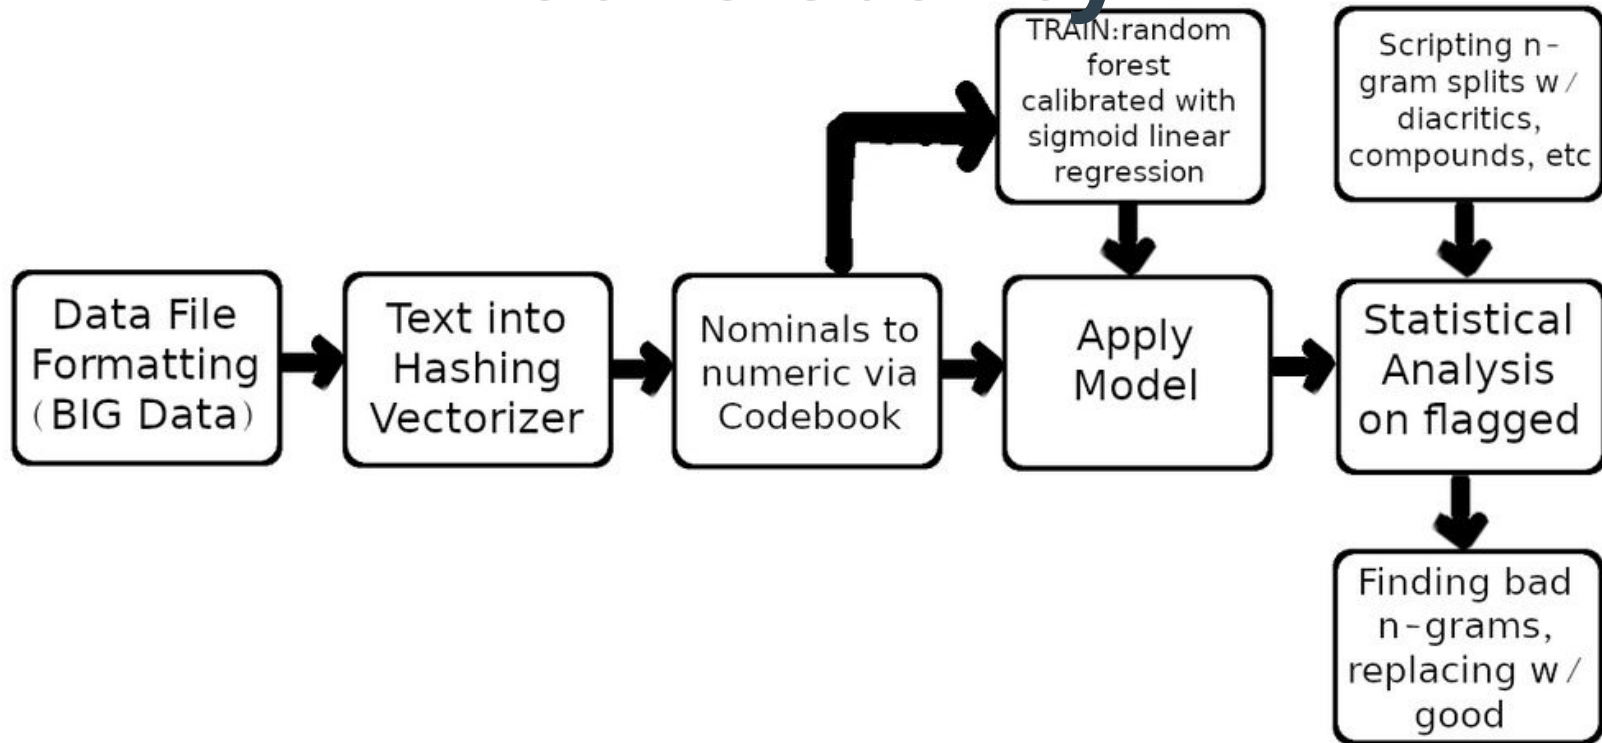 TRAIN:random
forest
calibrated with
sigmoid linear
regression
Scripting n-
gram splits w/
diacritics,
compounds, etc
Data File
Formatting
(BIG Data)
Text into
Hashing
Vectorizer
Nominals to
numeric via
Codebook
Apply
Model
Statistical
Analysis
on flagged
Finding bad
n-grams,
replacing w/
good